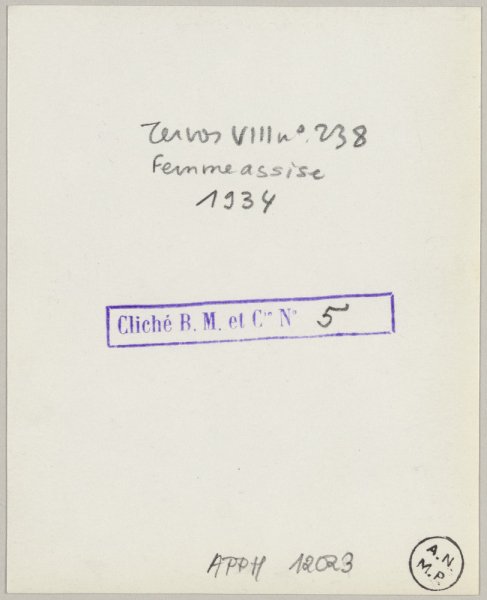 Zervos VIII n°. 238
Femme assise
1934
Cliché B. M. et Cie N° 5
APPH 12023
A.N.
M.P.